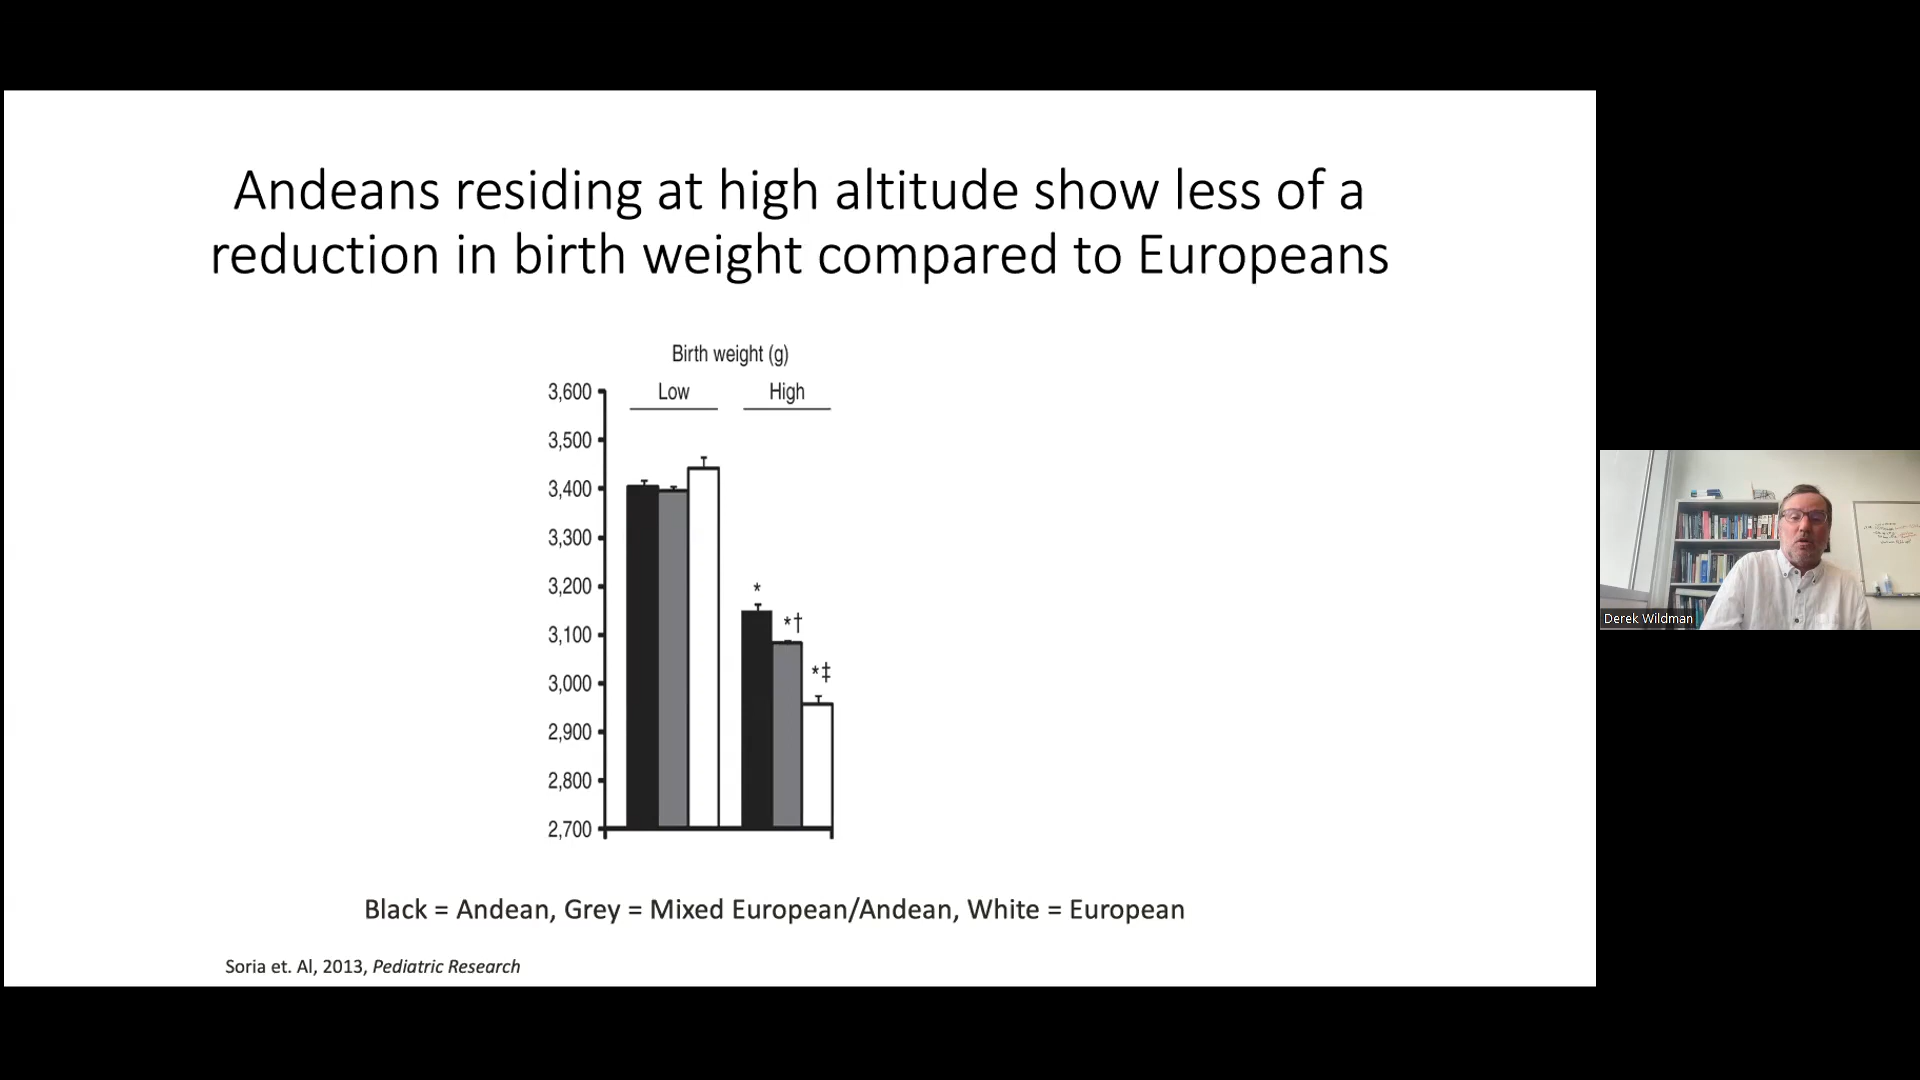 Andeans residing at high altitude show less of a
reduction in birth weight compared to Europeans
Birth weight (g)
Low High
3,600
3,500
3,400
3,300
3,200
3,100
3,000
2,900
2,800
2,700
*
*†
*‡
Black = Andean, Grey = Mixed European/Andean, White = European
Soria et. Al, 2013, Pediatric Research
Derek Wildman